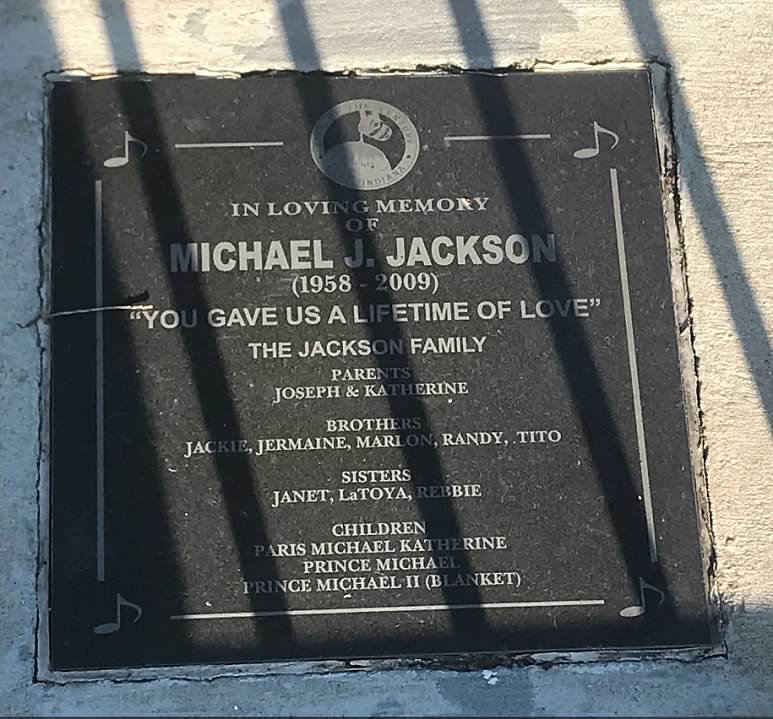 INDIANA
IN LOVING MEMORY
OF
MICHAEL J. JACKSON
(1958 - 2009)
"YOU GAVE US A LIFETIME OF LOVE"
THE JACKSON FAMILY
PARENTS
JOSEPH & KATHERINE
BROTHERS
JACKIE, JERMAINE, MARLON, RANDY, TITO
SISTERS
JANET, LaTOYA, REBBIE
CHILDREN
PARIS MICHAEL KATHERINE
PRINCE MICHAEL
PRINCE MICHAEL II (BLANKET)